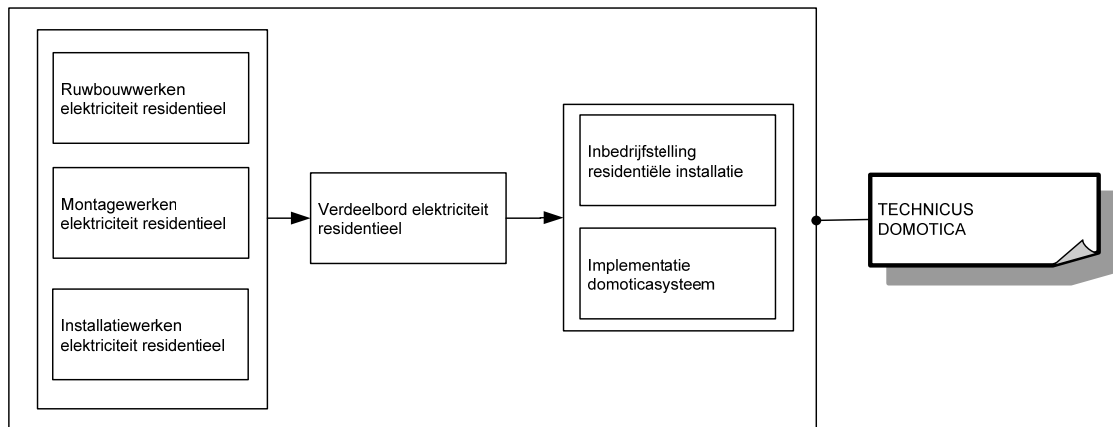 Ruwbouwwerken
elektriciteit residentieel
Montagewerken
elektriciteit residentieel
Installatiewerken
elektriciteit residentieel
Verdeelbord elektriciteit
residentieel
Inbedrijfstelling
residentiële installatie
Implementatie
domoticasysteem
TECHNICUS
DOMOTICA